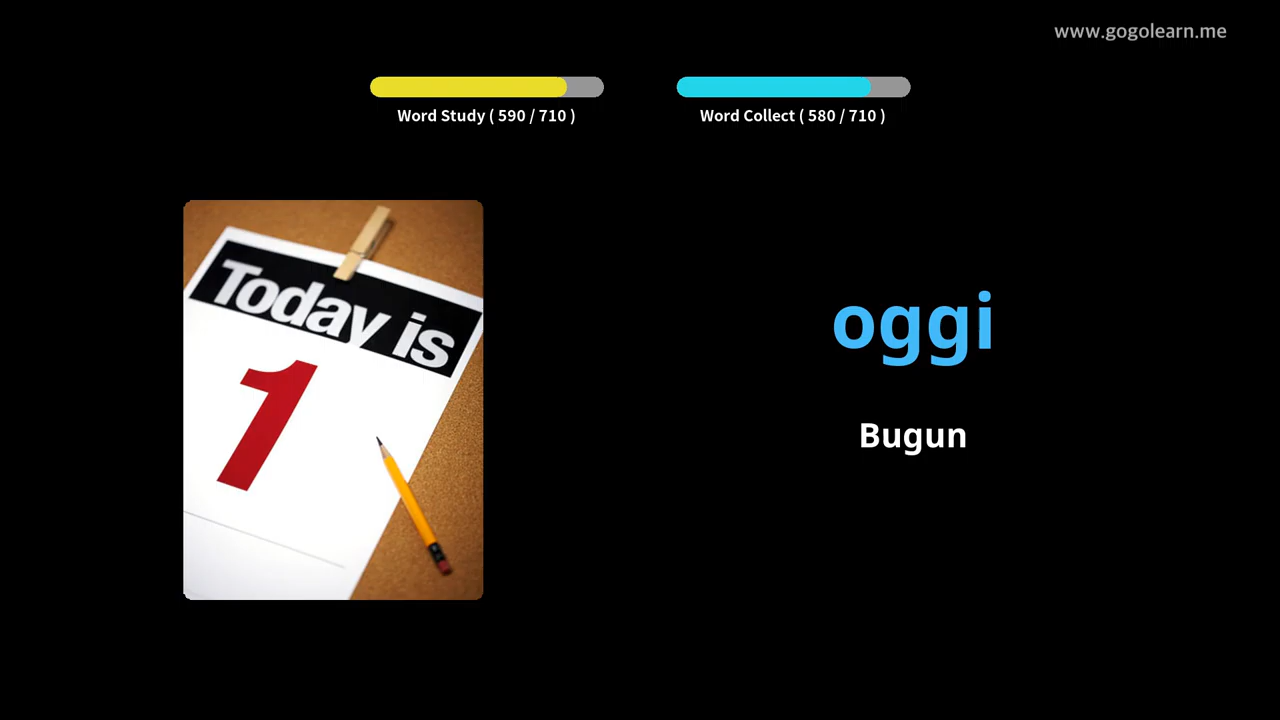 www.gogolearn.me
Word Study ( 590 / 710 )
Word Collect ( 580 / 710 )
Today is
1
oggi
Bugun